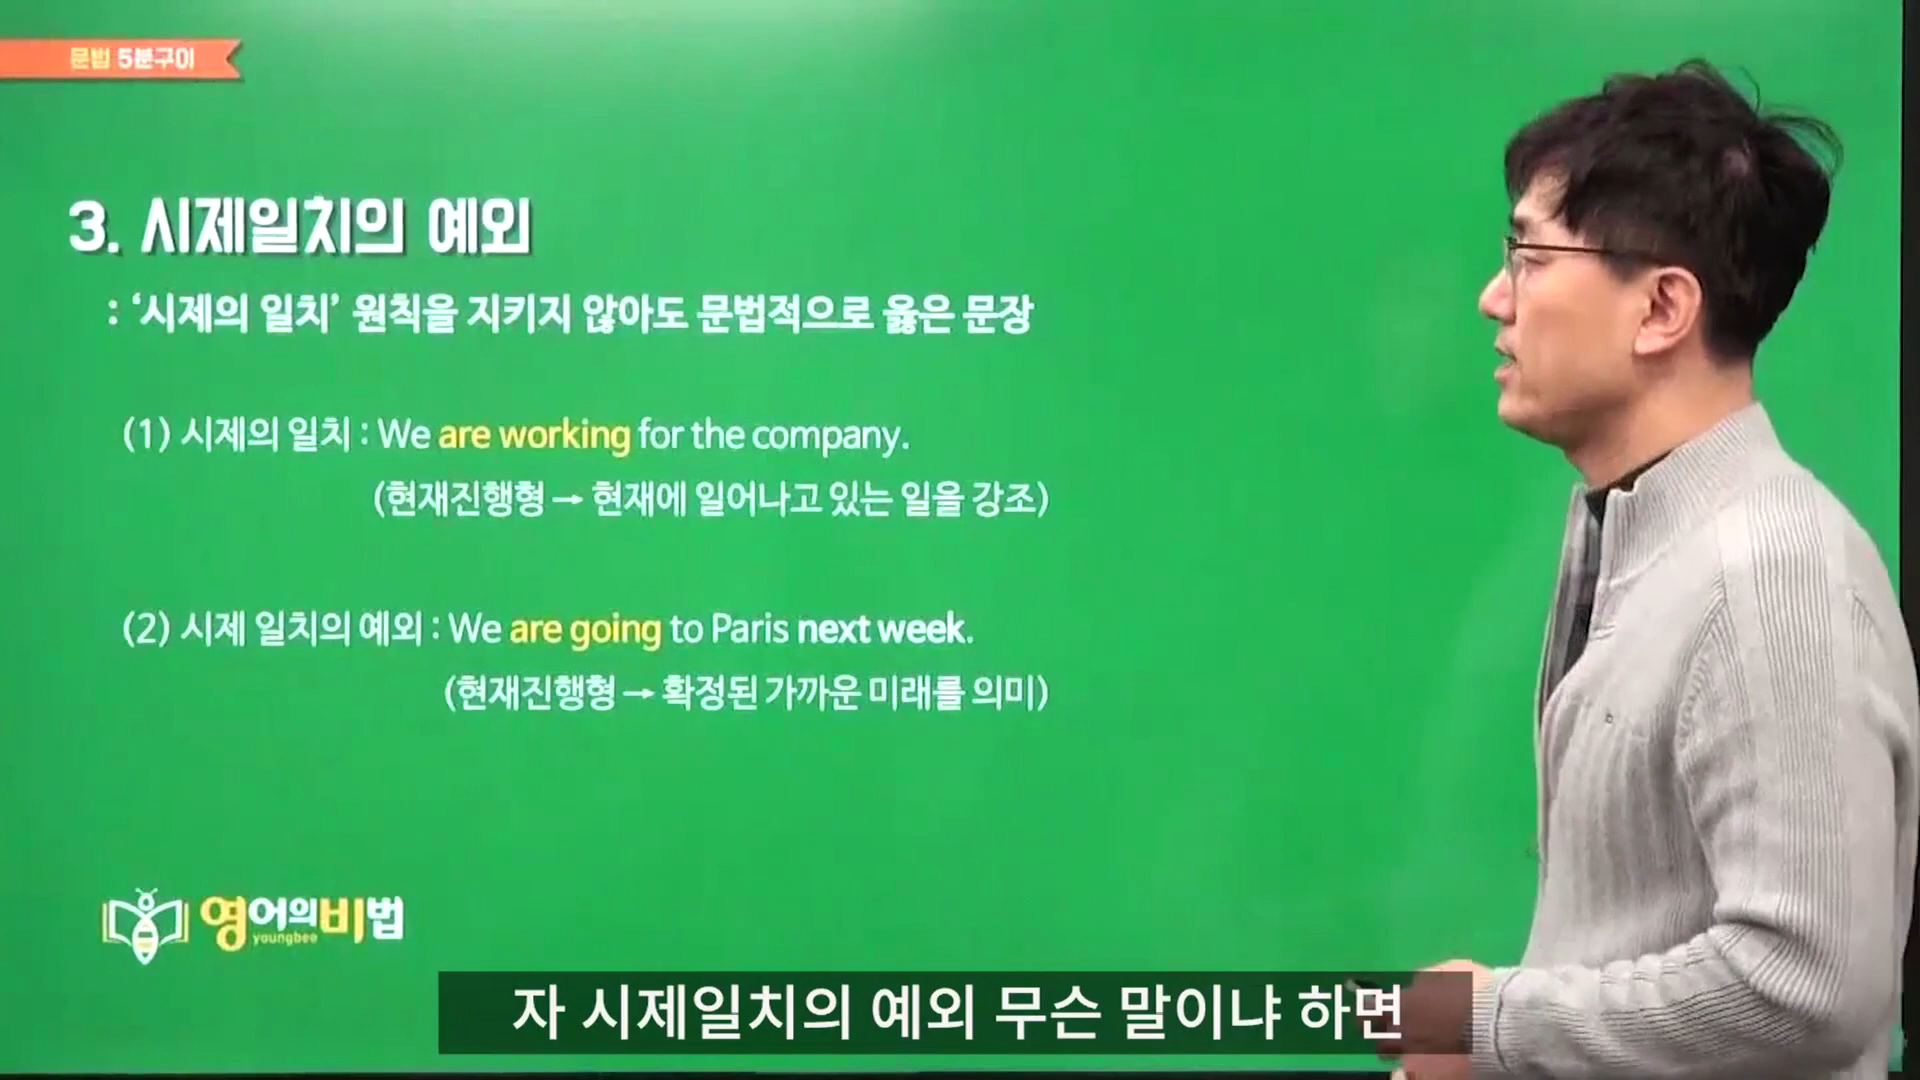 문법 5분구이
3. 시제일치의 예외
: ‘시제의 일치’ 원칙을 지키지 않아도 문법적으로 옳은 문장
(1) 시제의 일치 : We are working for the company.
(현재진행형 → 현재에 일어나고 있는 일을 강조)
(2) 시제 일치의 예외 : We are going to Paris next week.
(현재진행형 → 확정된 가까운 미래를 의미)
영어의비법
youngbee
자 시제일치의 예외 무슨 말이냐 하면